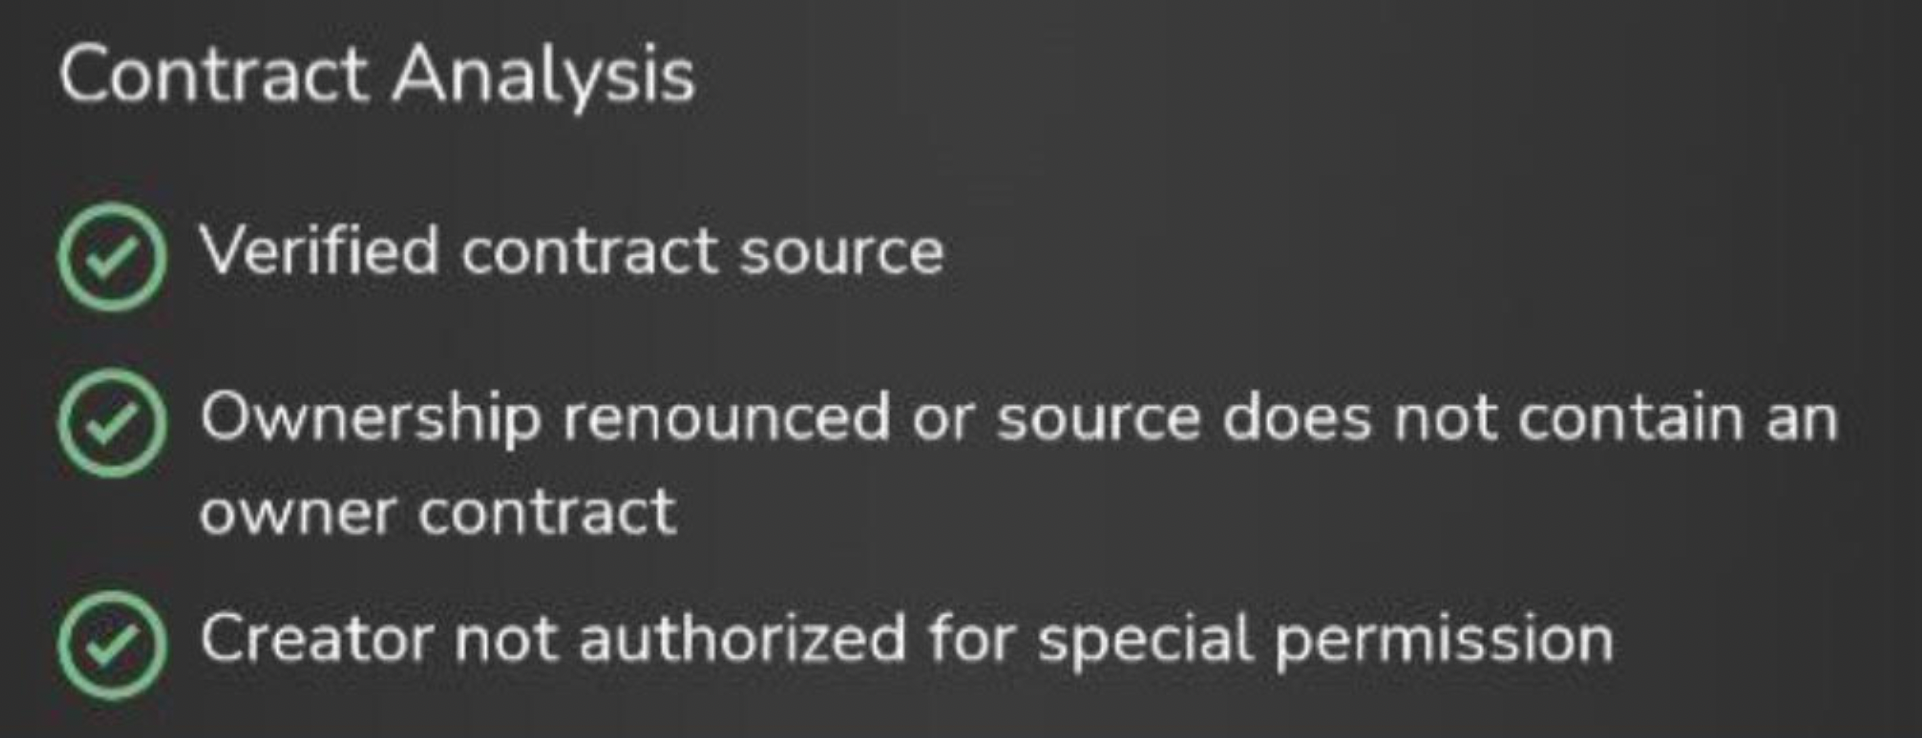 Contract Analysis
Verified contract source
Ownership renounced or source does not contain an
owner contract
Creator not authorized for special permission